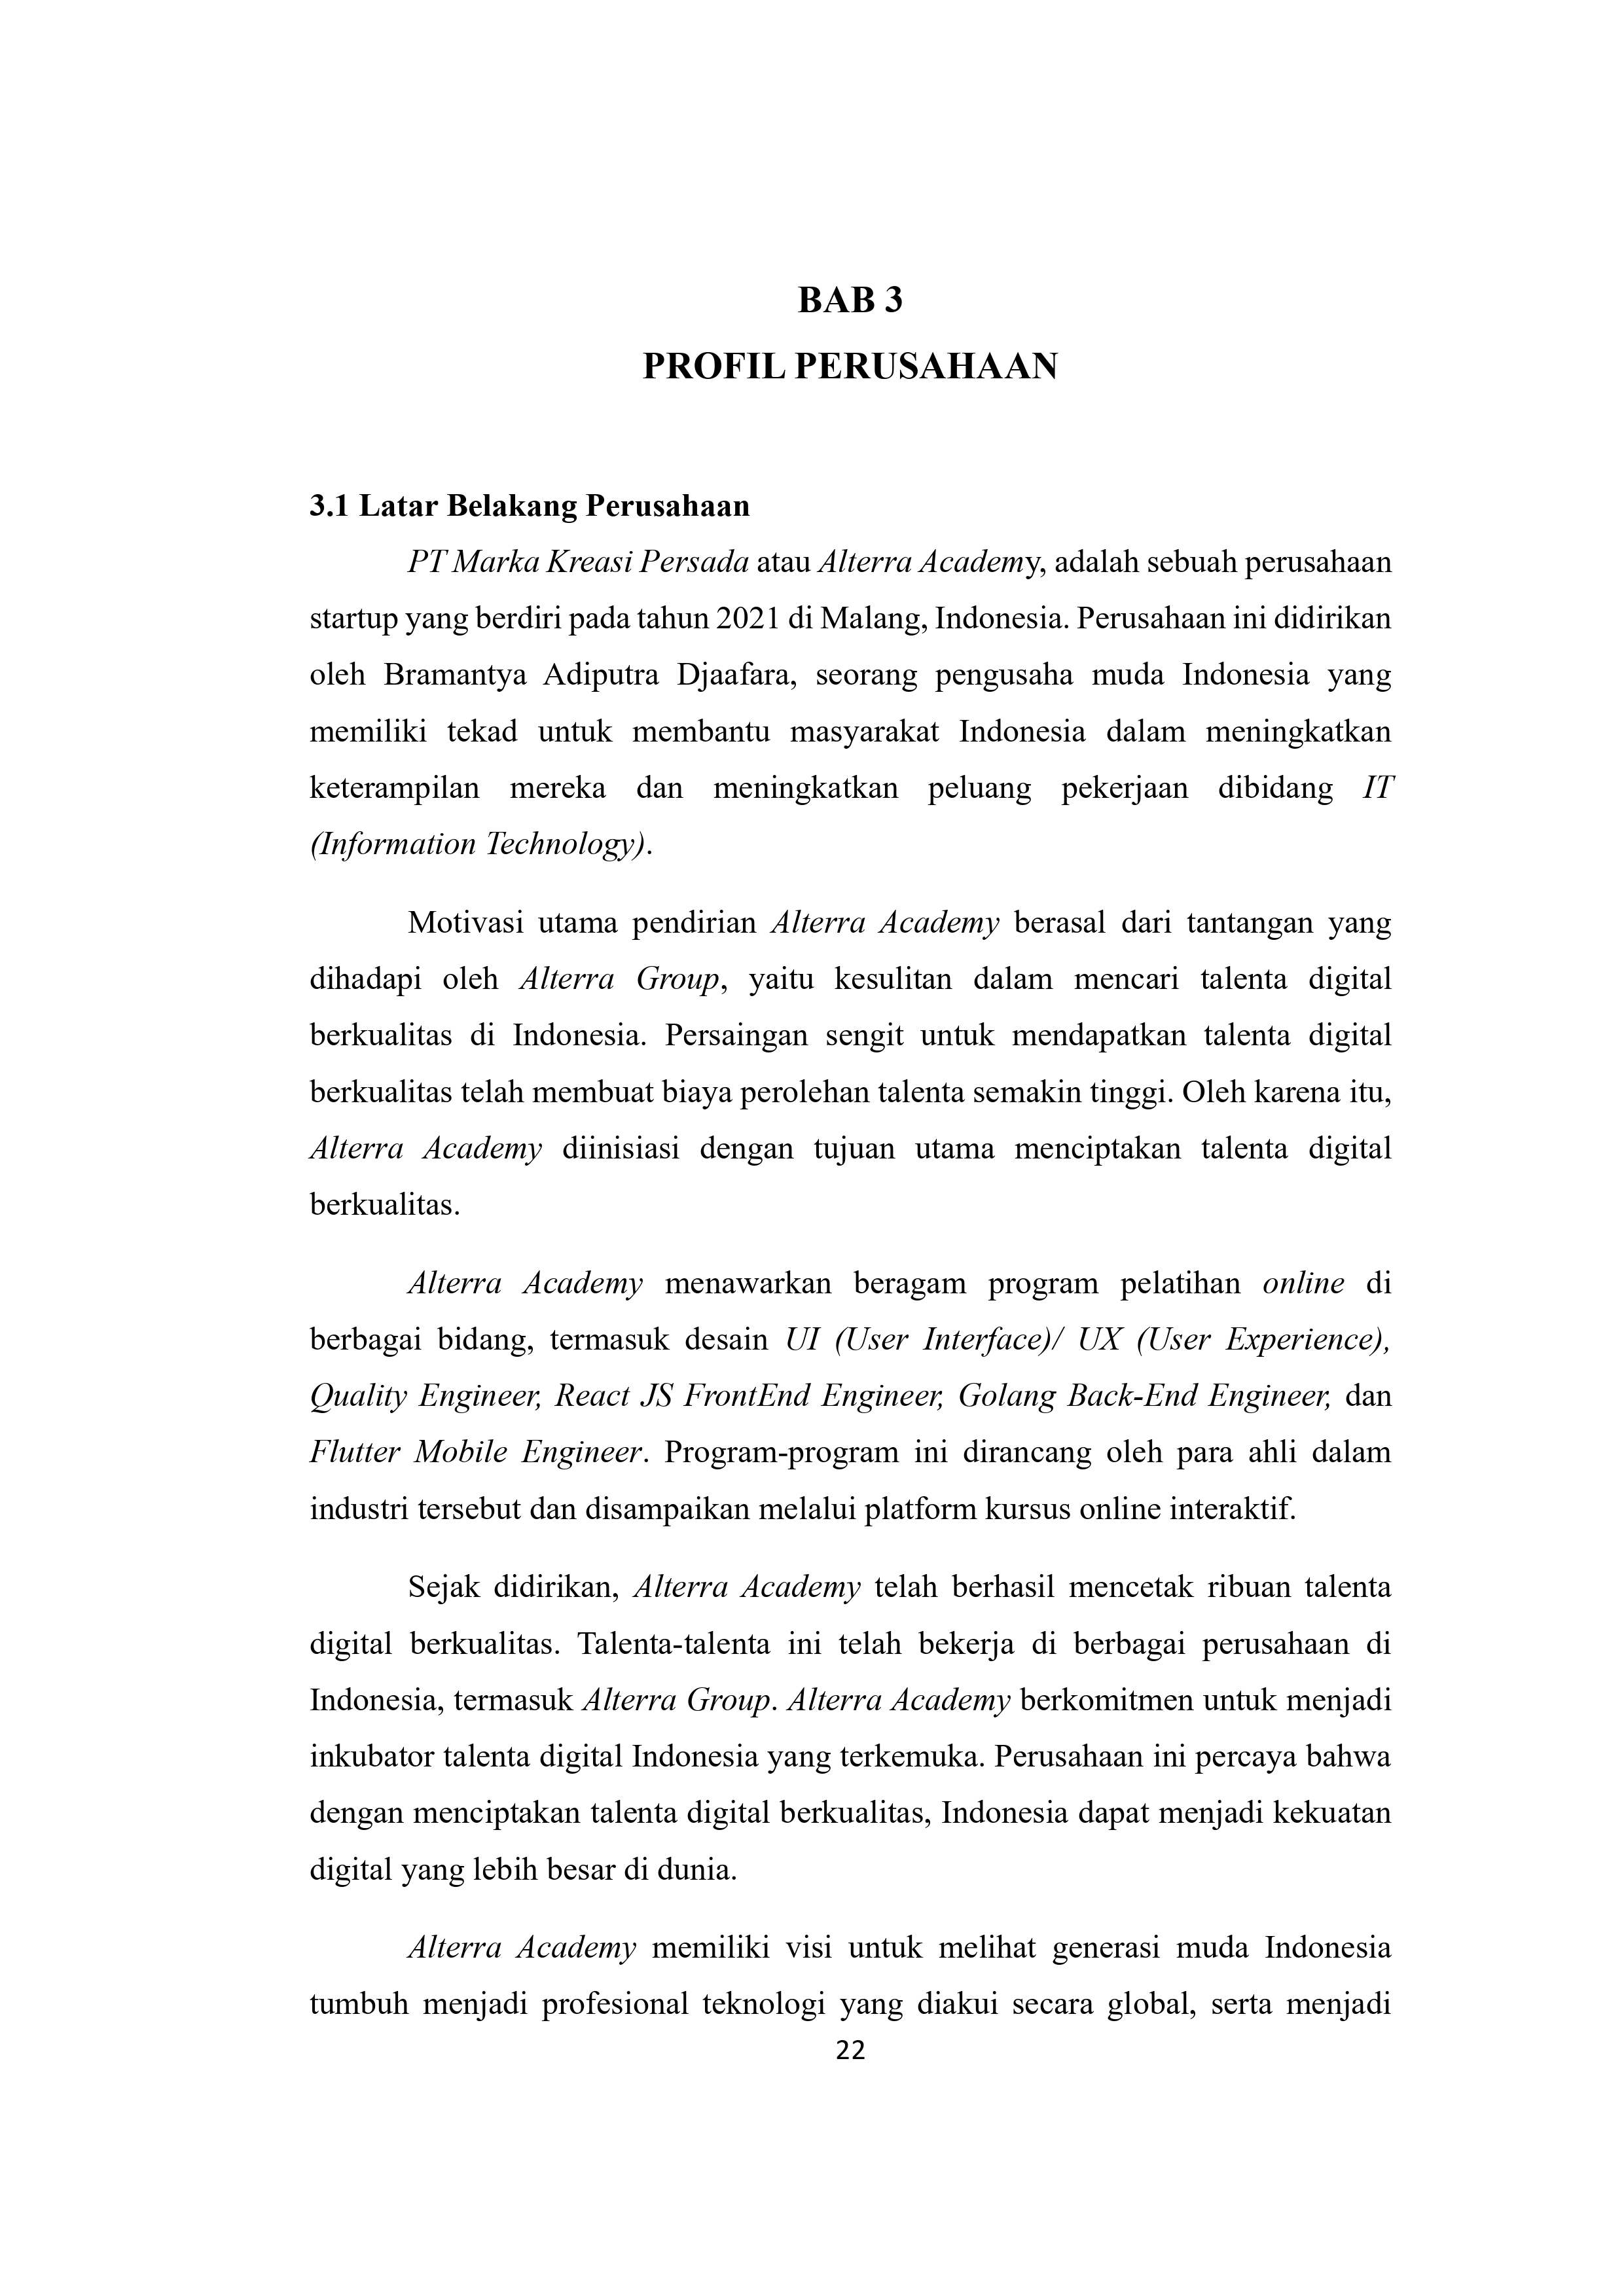 BAB 3
PROFIL PERUSAHAAN
3.1 Latar Belakang Perusahaan
PT Marka Kreasi Persada atau Alterra Academy, adalah sebuah perusahaan
startup yang berdiri pada tahun 2021 di Malang, Indonesia. Perusahaan ini didirikan
oleh Bramantya Adiputra Djaafara, seorang pengusaha muda Indonesia yang
memiliki tekad untuk membantu masyarakat Indonesia dalam meningkatkan
keterampilan mereka dan meningkatkan peluang pekerjaan dibidang IT
(Information Technology).
Motivasi utama pendirian Alterra Academy berasal dari tantangan yang
dihadapi oleh Alterra Group, yaitu kesulitan dalam mencari talenta digital
berkualitas di Indonesia. Persaingan sengit untuk mendapatkan talenta digital
berkualitas telah membuat biaya perolehan talenta semakin tinggi. Oleh karena itu,
Alterra Academy diinisiasi dengan tujuan utama menciptakan talenta digital
berkualitas.
Alterra Academy menawarkan beragam program pelatihan online di
berbagai bidang, termasuk desain UI (User Interface)/ UX (User Experience),
Quality Engineer, React JS FrontEnd Engineer, Golang Back-End Engineer, dan
Flutter Mobile Engineer. Program-program ini dirancang oleh para ahli dalam
industri tersebut dan disampaikan melalui platform kursus online interaktif.
Sejak didirikan, Alterra Academy telah berhasil mencetak ribuan talenta
digital berkualitas. Talenta-talenta ini telah bekerja di berbagai perusahaan di
Indonesia, termasuk Alterra Group. Alterra Academy berkomitmen untuk menjadi
inkubator talenta digital Indonesia yang terkemuka. Perusahaan ini percaya bahwa
dengan menciptakan talenta digital berkualitas, Indonesia dapat menjadi kekuatan
digital yang lebih besar di dunia.
Alterra Academy memiliki visi untuk melihat generasi muda Indonesia
tumbuh menjadi profesional teknologi yang diakui secara global, serta menjadi
22